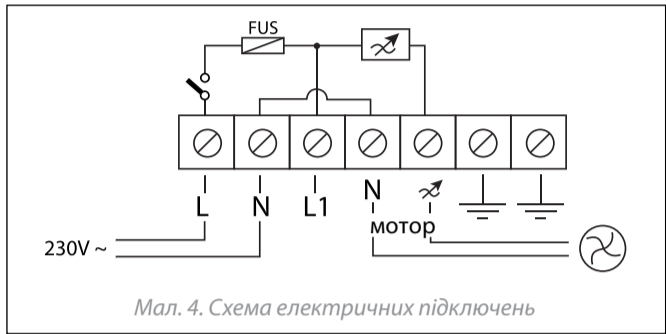 FUS
L N L1 N
мотор
230V ~
Мал. 4. Схема електричних підключень